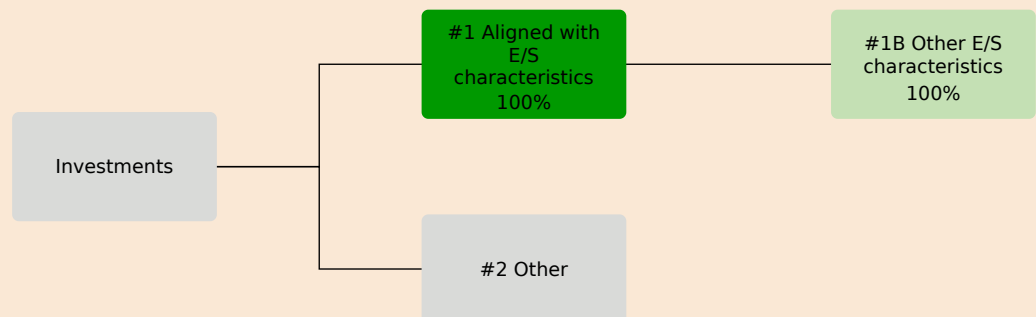 #1 Aligned with
E/S
characteristics
100%
#1B Other E/S
characteristics
100%
Investments
#2 Other